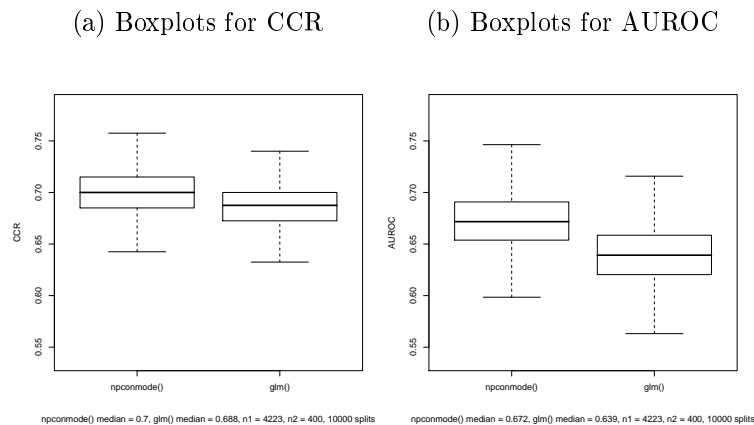 (a) Boxplots for CCR
(b) Boxplots for AUROC
CCR
0.75
0.70
0.65
0.60
0.55
npconmode()
glm()
npconmode() median = 0.7, glm() median = 0.688, n1 = 4223, n2 = 400, 10000 splits
AUROC
0.75
0.70
0.65
0.60
0.55
npconmode()
glm()
npconmode() median = 0.672, glm() median = 0.639, n1 = 4223, n2 = 400, 10000 splits